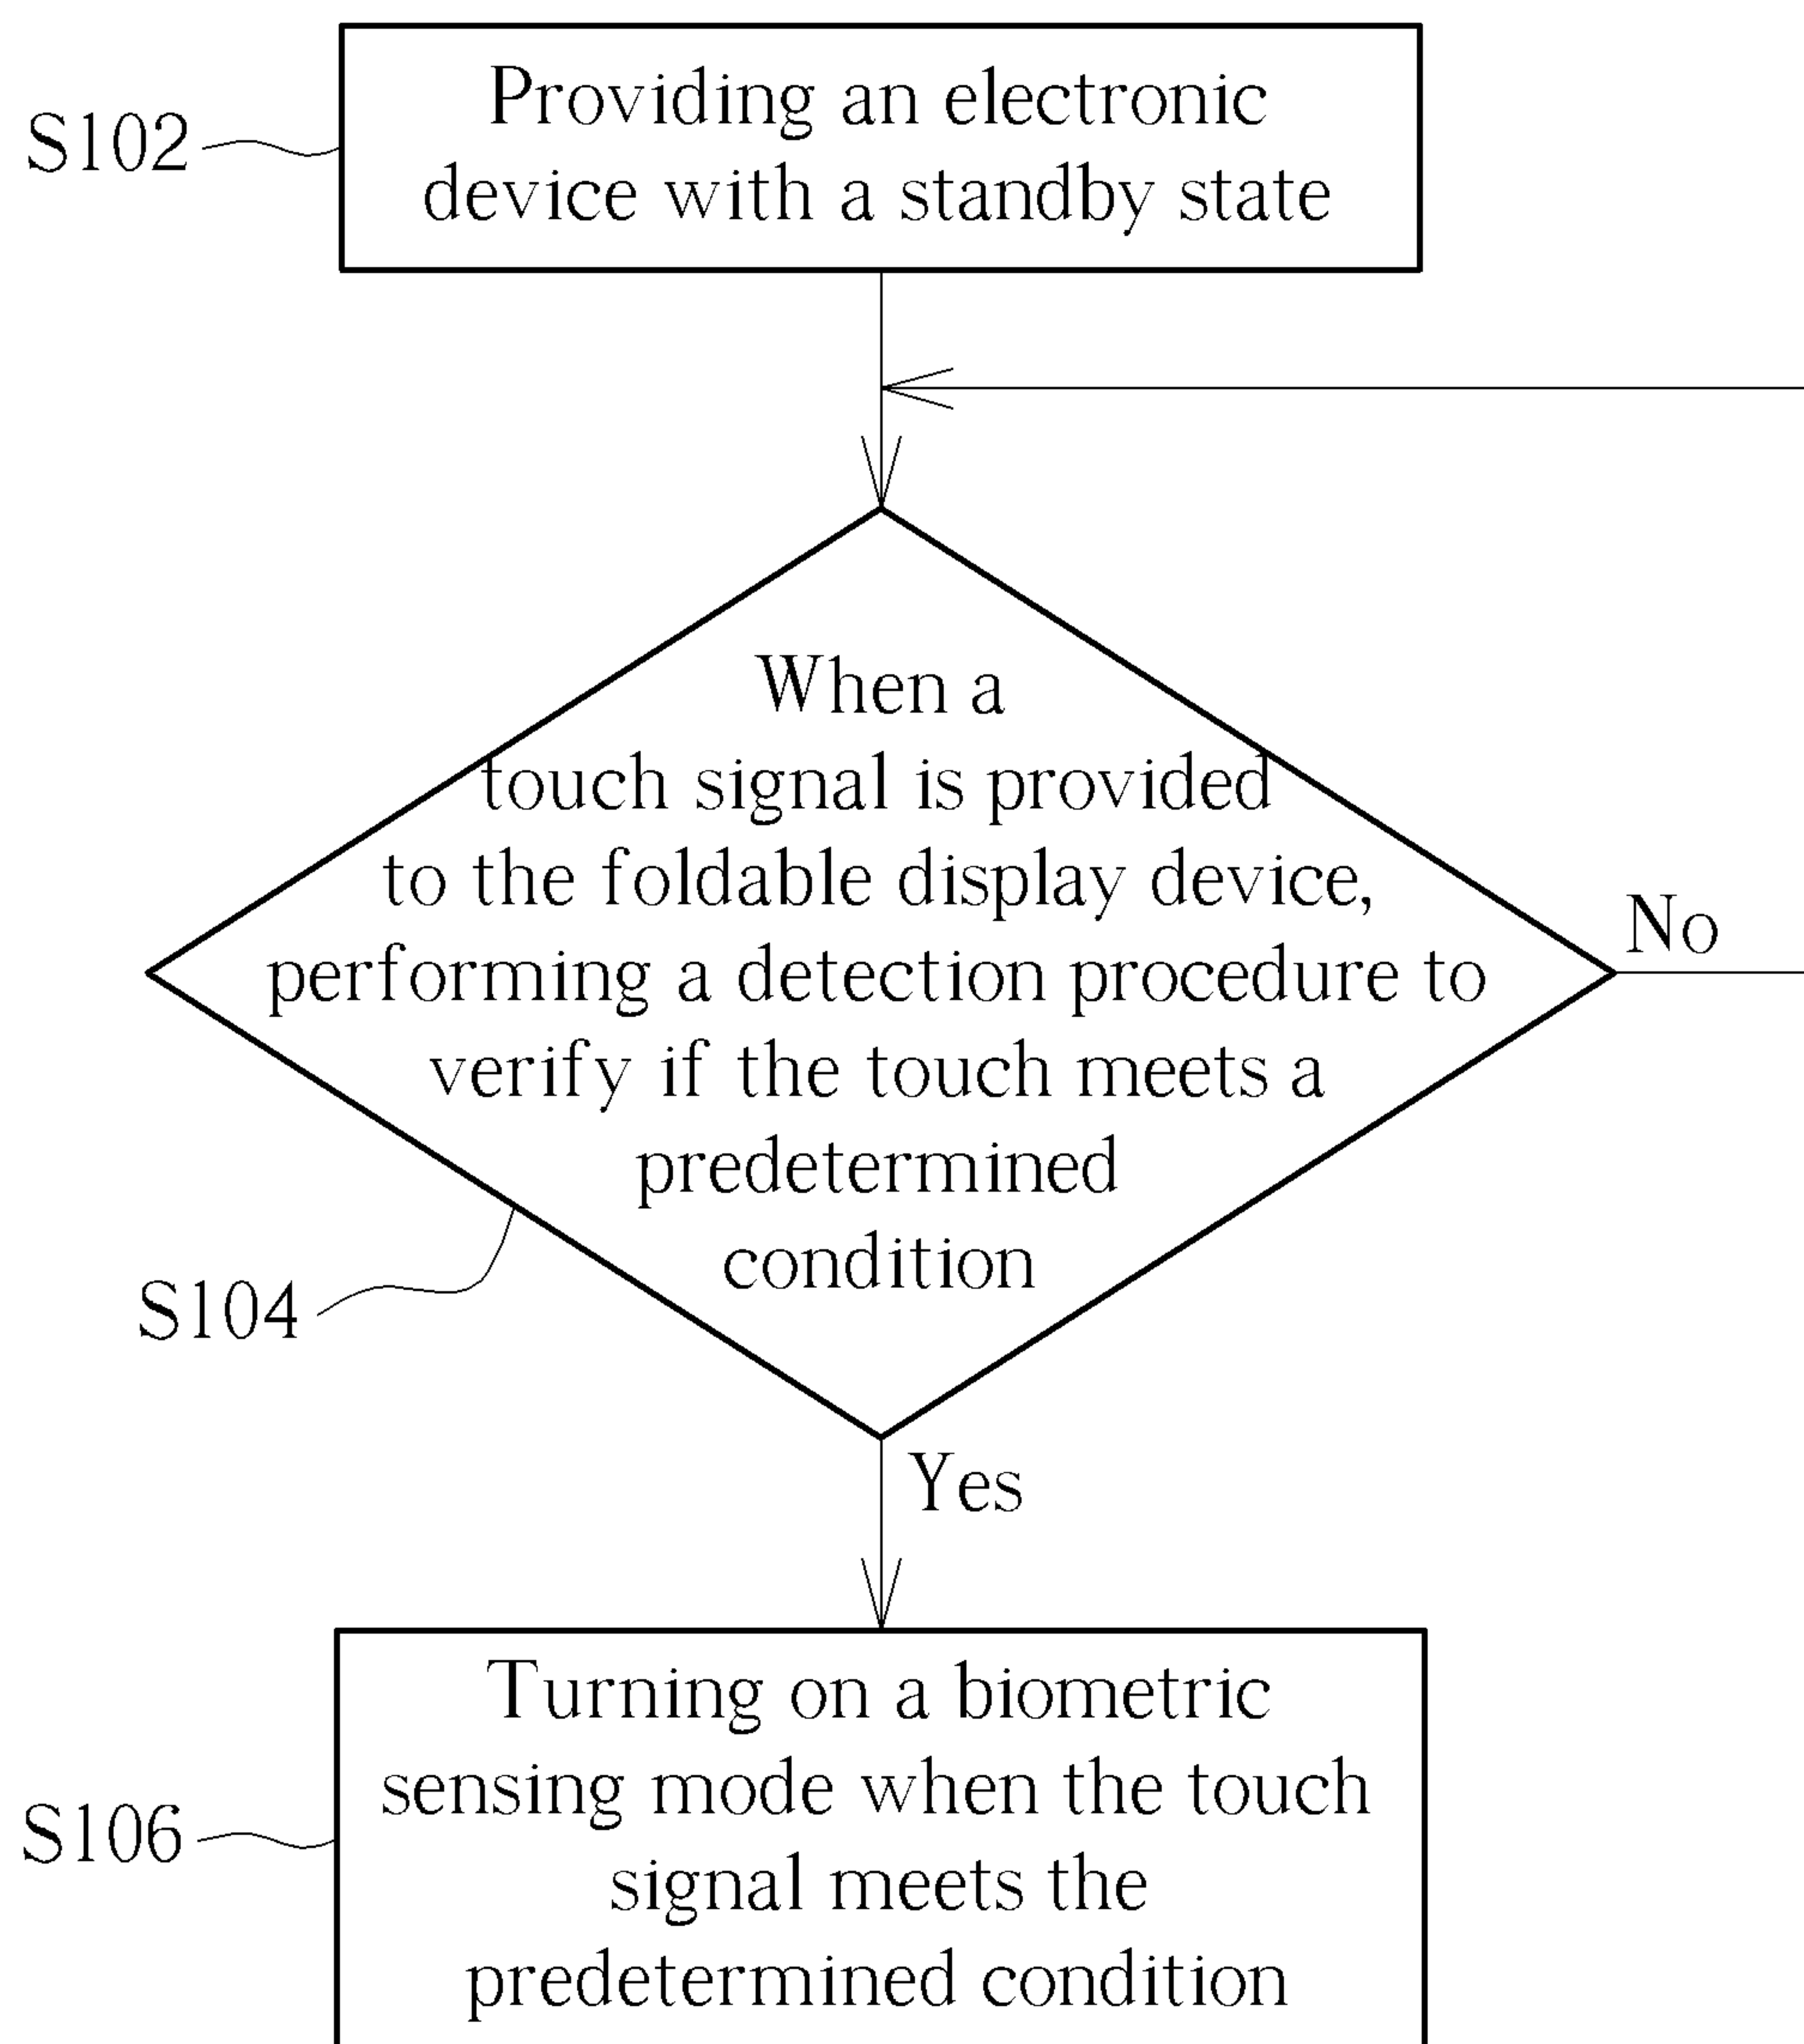 S102
Providing an electronic
device with a standby state
When a
touch signal is provided
to the foldable display device,
performing a detection procedure to
verify if the touch meets a
predetermined
condition
No
S104
Yes
Turning on a biometric
sensing mode when the touch
signal meets the
predetermined condition
S106